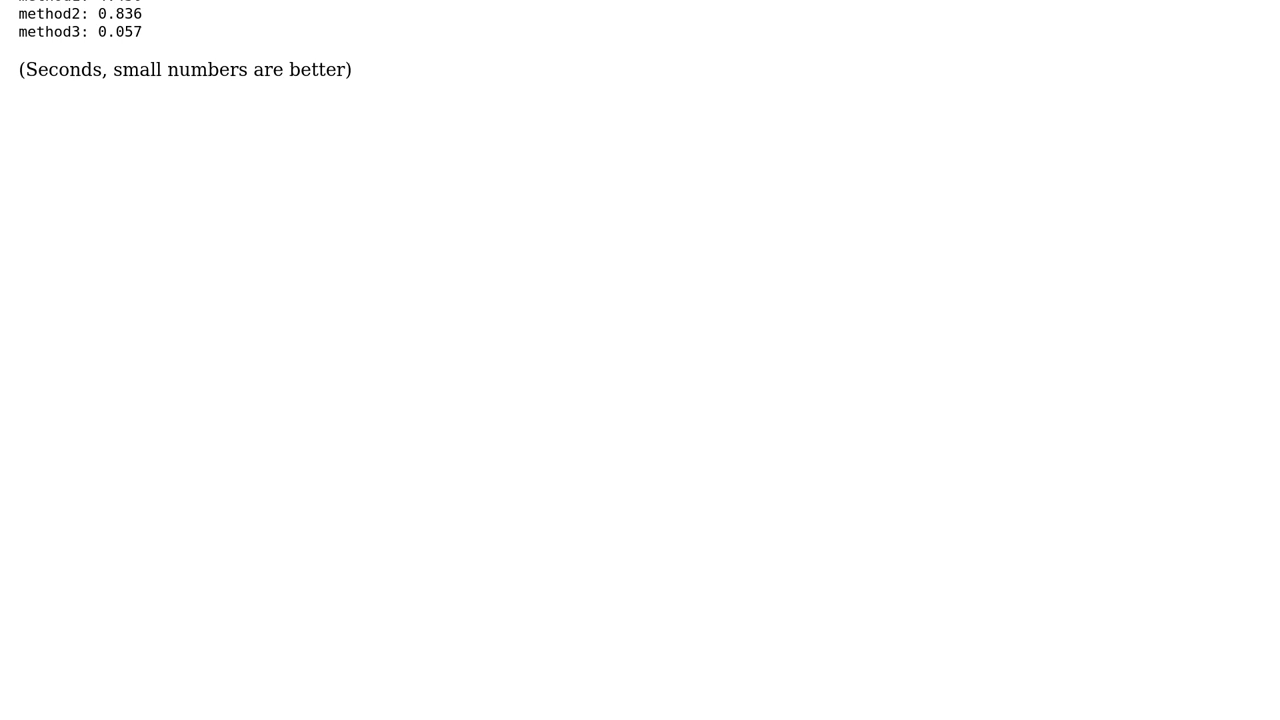 method2: 0.836
method3: 0.057
(Seconds, small numbers are better)